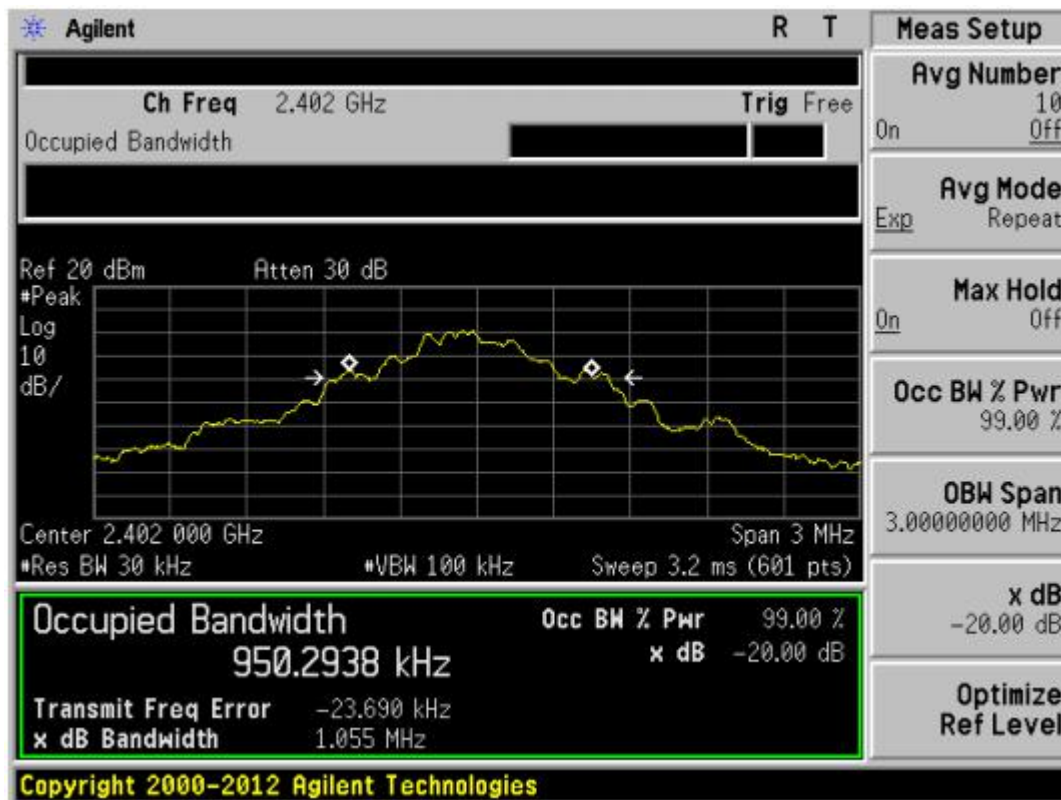 Agilent R T
Ch Freq 2.402 GHz Trig Free
Occupied Bandwidth
Ref 20 dBm Atten 30 dB
#Peak
Log
10
dB/
Center 2.402 000 GHz Span 3 MHz
#Res BW 30 kHz #VBW 100 kHz Sweep 3.2 ms (601 pts)
Occupied Bandwidth Occ BW % Pwr 99.00 %
950.2938 kHz x dB -20.00 dB
Transmit Freq Error -23.690 kHz
x dB Bandwidth 1.055 MHz
Copyright 2000-2012 Agilent Technologies
Meas Setup
Avg Number
10
On Off
Avg Mode
Exp Repeat
Max Hold
On Off
Occ BW % Pwr
99.00 %
OBW Span
3.00000000 MHz
x dB
-20.00 dB
Optimize
Ref Level